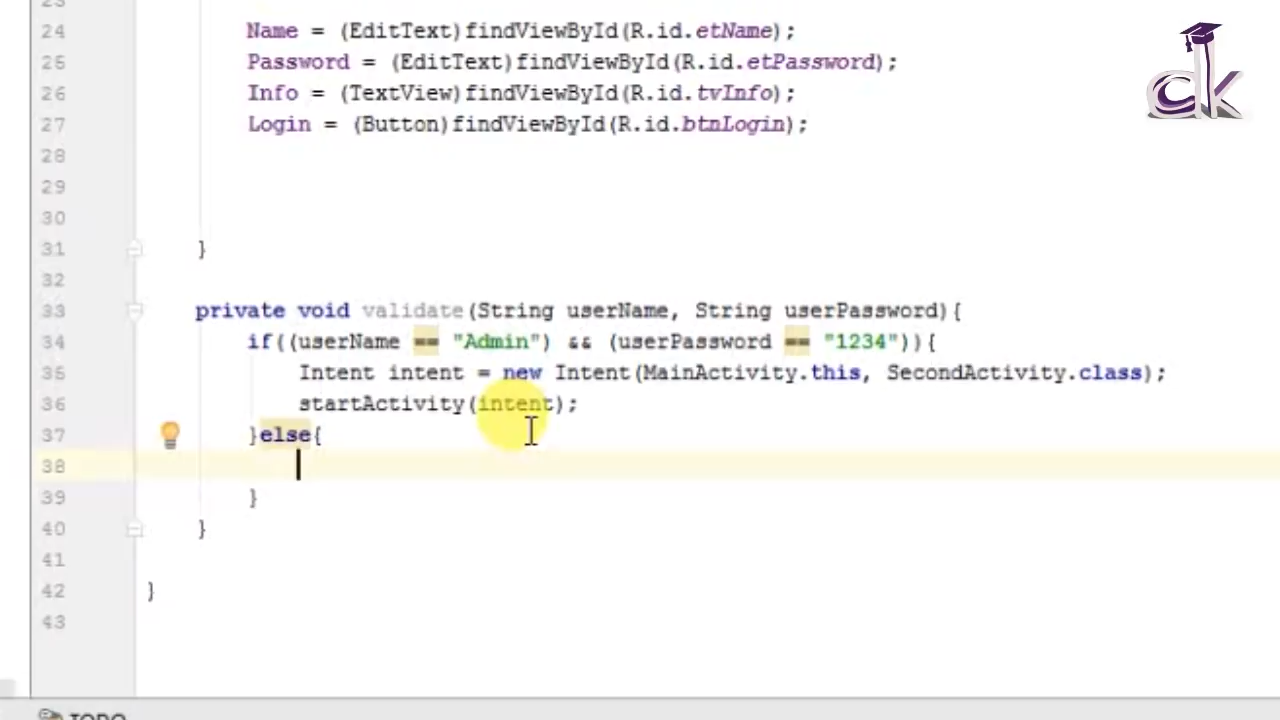 23
24 Name = (EditText)findViewById(R.id.etName);
25 Password = (EditText)findViewById(R.id.etPassword);
26 Info = (TextView)findViewById(R.id.tvInfo);
27 Login = (Button)findViewById(R.id.btnLogin);
28
29
30
31 }
32
33 private void validate(String userName, String userPassword){
34 if((userName == "Admin") && (userPassword == "1234")){
35 Intent intent = new Intent(MainActivity.this, SecondActivity.class);
36 startActivity(intent);
37 }else{
38
39 }
40 }
41
42 }
43
TODO
dk